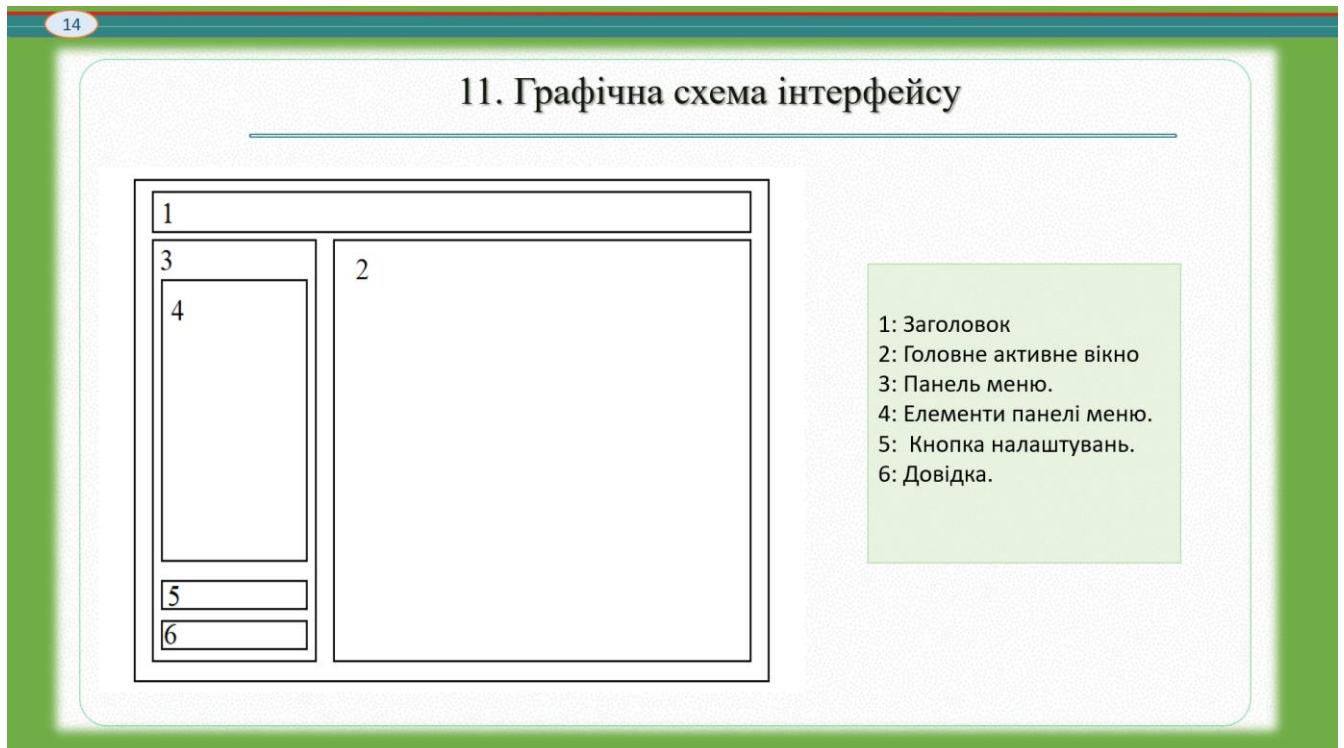 14
11. Графічна схема інтерфейсу
1
3
2
4
5
6
1: Заголовок
2: Головне активне вікно
3: Панель меню.
4: Елементи панелі меню.
5: Кнопка налаштувань.
6: Довідка.